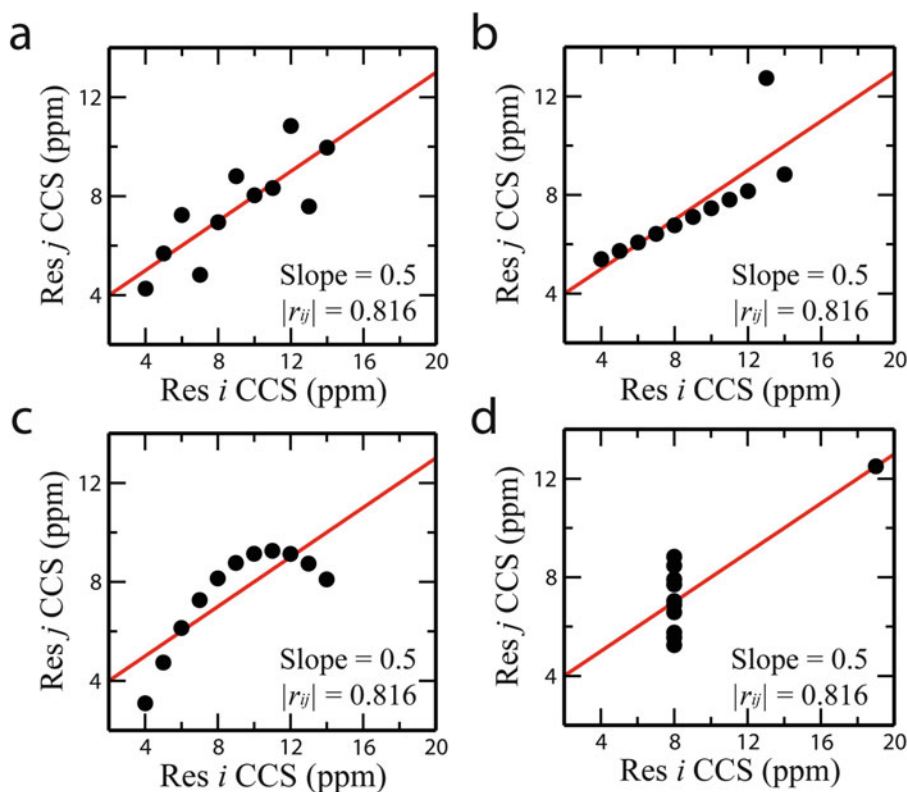 a
12
8
4
Res j CCS (ppm)
Slope = 0.5
|rij| = 0.816
4 8 12 16 20
Res i CCS (ppm)
b
12
8
4
Res j CCS (ppm)
Slope = 0.5
|rij| = 0.816
4 8 12 16 20
Res i CCS (ppm)
c
12
8
4
Res j CCS (ppm)
Slope = 0.5
|rij| = 0.816
4 8 12 16 20
Res i CCS (ppm)
d
12
8
4
Res j CCS (ppm)
Slope = 0.5
|rij| = 0.816
4 8 12 16 20
Res i CCS (ppm)